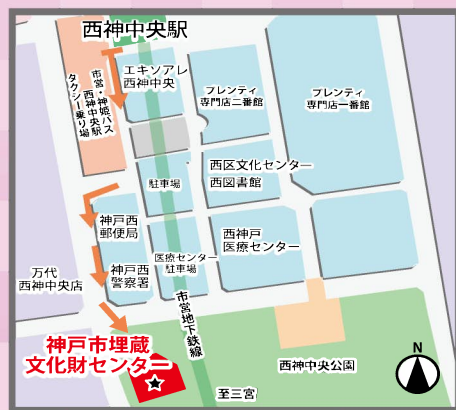 西神中央駅
エキソアレ
西神中央
プレンティ
専門店二番館
プレンティ
専門店一番館
市営・神姫バス
西神中央駅
タクシー乗り場
西区文化センター
西図書館
駐車場
神戸西
郵便局
西神戸
医療センター
医療センター
駐車場
神戸西
警察署
万代
西神中央店
市営地下鉄線
神戸市埋蔵
文化財センター
西神中央公園
至三宮
N